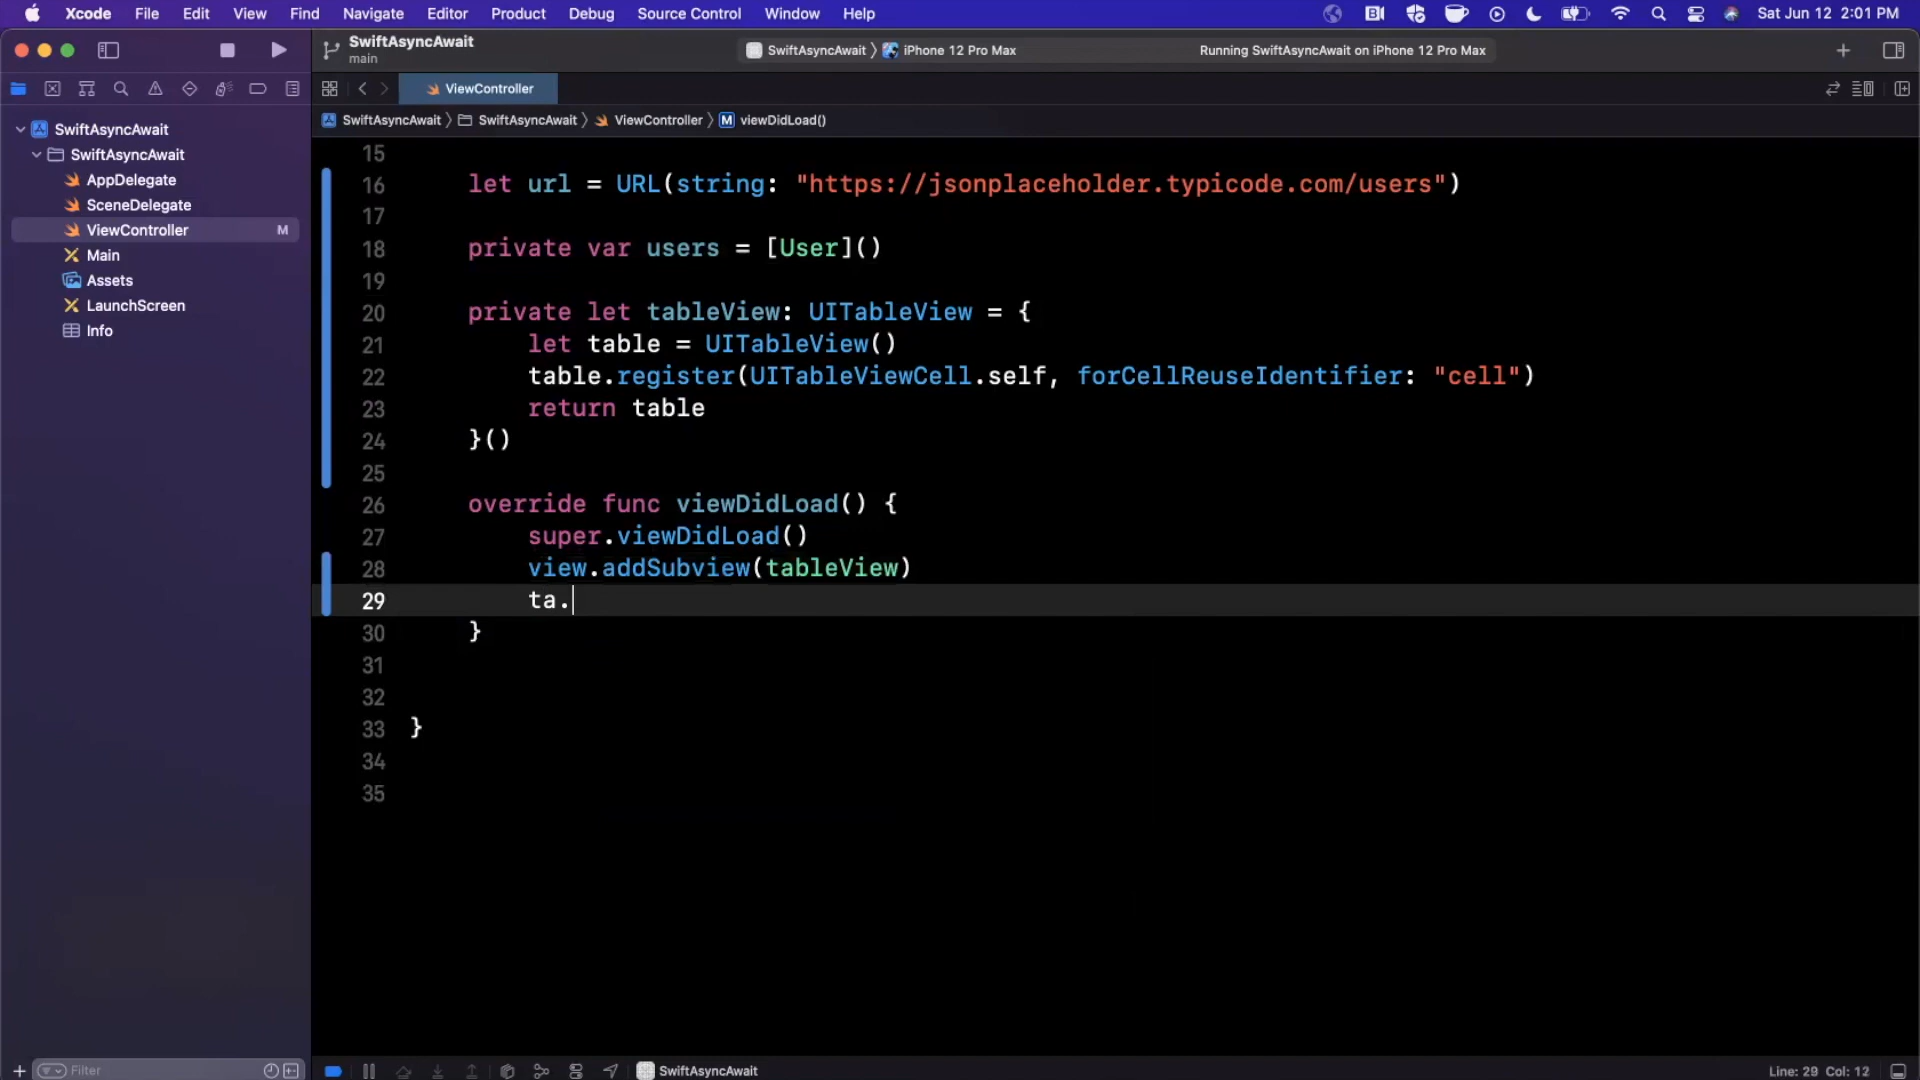 Xcode File Edit View Find Navigate Editor Product Debug Source Control Window Help Sat Jun 12 2:01 PM
SwiftAsyncAwait
main
SwiftAsyncAwait 〉 iPhone 12 Pro Max
Running SwiftAsyncAwait on iPhone 12 Pro Max
ViewController
SwiftAsyncAwait 〉 SwiftAsyncAwait 〉 ViewController 〉 M viewDidLoad()
SwiftAsyncAwait
SwiftAsyncAwait
AppDelegate
SceneDelegate
ViewController M
Main
Assets
LaunchScreen
Info
Filter
15
16 let url = URL(string: "https://jsonplaceholder.typicode.com/users")
17
18 private var users = [User]()
19
20 private let tableView: UITableView = {
21 let table = UITableView()
22 table.register(UITableViewCell.self, forCellReuseIdentifier: "cell")
23 return table
24 }()
25
26 override func viewDidLoad() {
27 super.viewDidLoad()
28 view.addSubview(tableView)
29 ta.
30 }
31
32
33 }
34
35
SwiftAsyncAwait
Line: 29 Col: 12